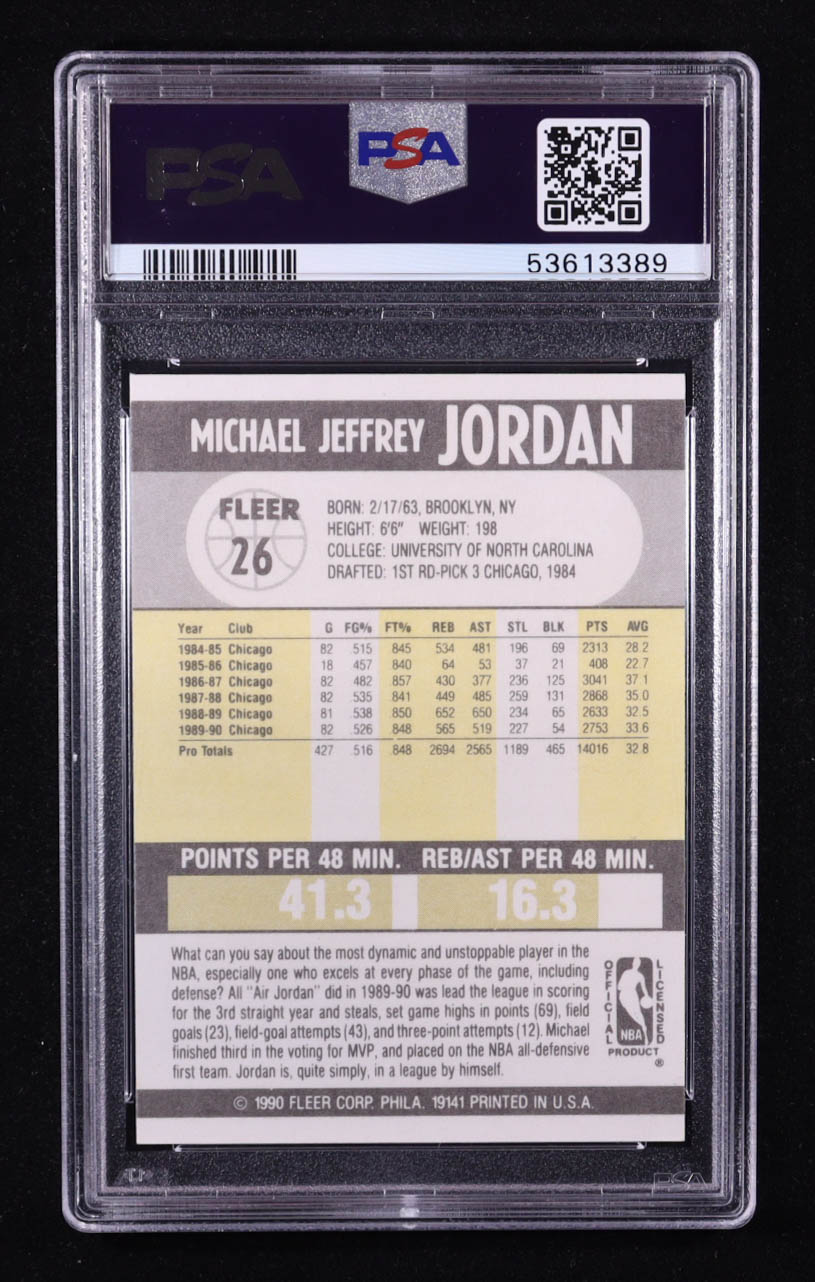 PSA PSA
53613389
MICHAEL JEFFREY JORDAN
FLEER
26
BORN: 2/17/63, BROOKLYN, NY
HEIGHT: 6'6" WEIGHT: 198
COLLEGE: UNIVERSITY OF NORTH CAROLINA
DRAFTED: 1ST RD-PICK 3 CHICAGO, 1984
Year Club G FG% FT% REB AST STL BLK PTS AVG
1984-85 Chicago 82 .515 .845 534 481 196 69 2313 28.2
1985-86 Chicago 18 .457 .840 64 53 37 21 408 22.7
1986-87 Chicago 82 .482 .857 430 377 236 125 3041 37.1
1987-88 Chicago 82 .535 .841 449 485 259 131 2868 35.0
1988-89 Chicago 81 .538 .850 652 650 234 65 2633 32.5
1989-90 Chicago 82 .526 .848 565 519 227 54 2753 33.6
Pro Totals 427 .516 .848 2694 2565 1189 465 14016 32.8
POINTS PER 48 MIN. REB/AST PER 48 MIN.
41.3 16.3
What can you say about the most dynamic and unstoppable player in the
NBA, especially one who excels at every phase of the game, including
defense? All "Air Jordan" did in 1989-90 was lead the league in scoring
for the 3rd straight year and steals, set game highs in points (69), field
goals (23), field-goal attempts (43), and three-point attempts (12). Michael
finished third in the voting for MVP, and placed on the NBA all-defensive
first team. Jordan is, quite simply, in a league by himself.
OFFICIAL LICENSED
NBA
PRODUCT
®
© 1990 FLEER CORP. PHILA. 19141 PRINTED IN U.S.A.
PSA